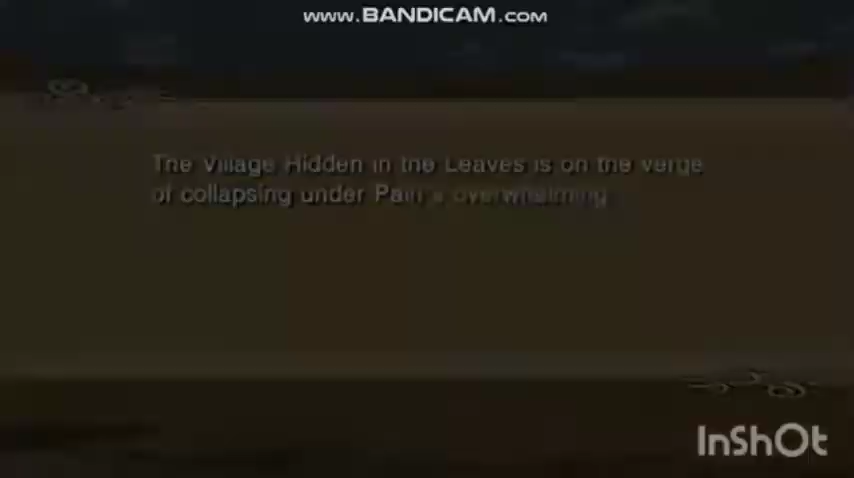 www.BANDICAM.com
The Village Hidden in the Leaves is on the verge
of collapsing under Pain's overwhelming
InShOt